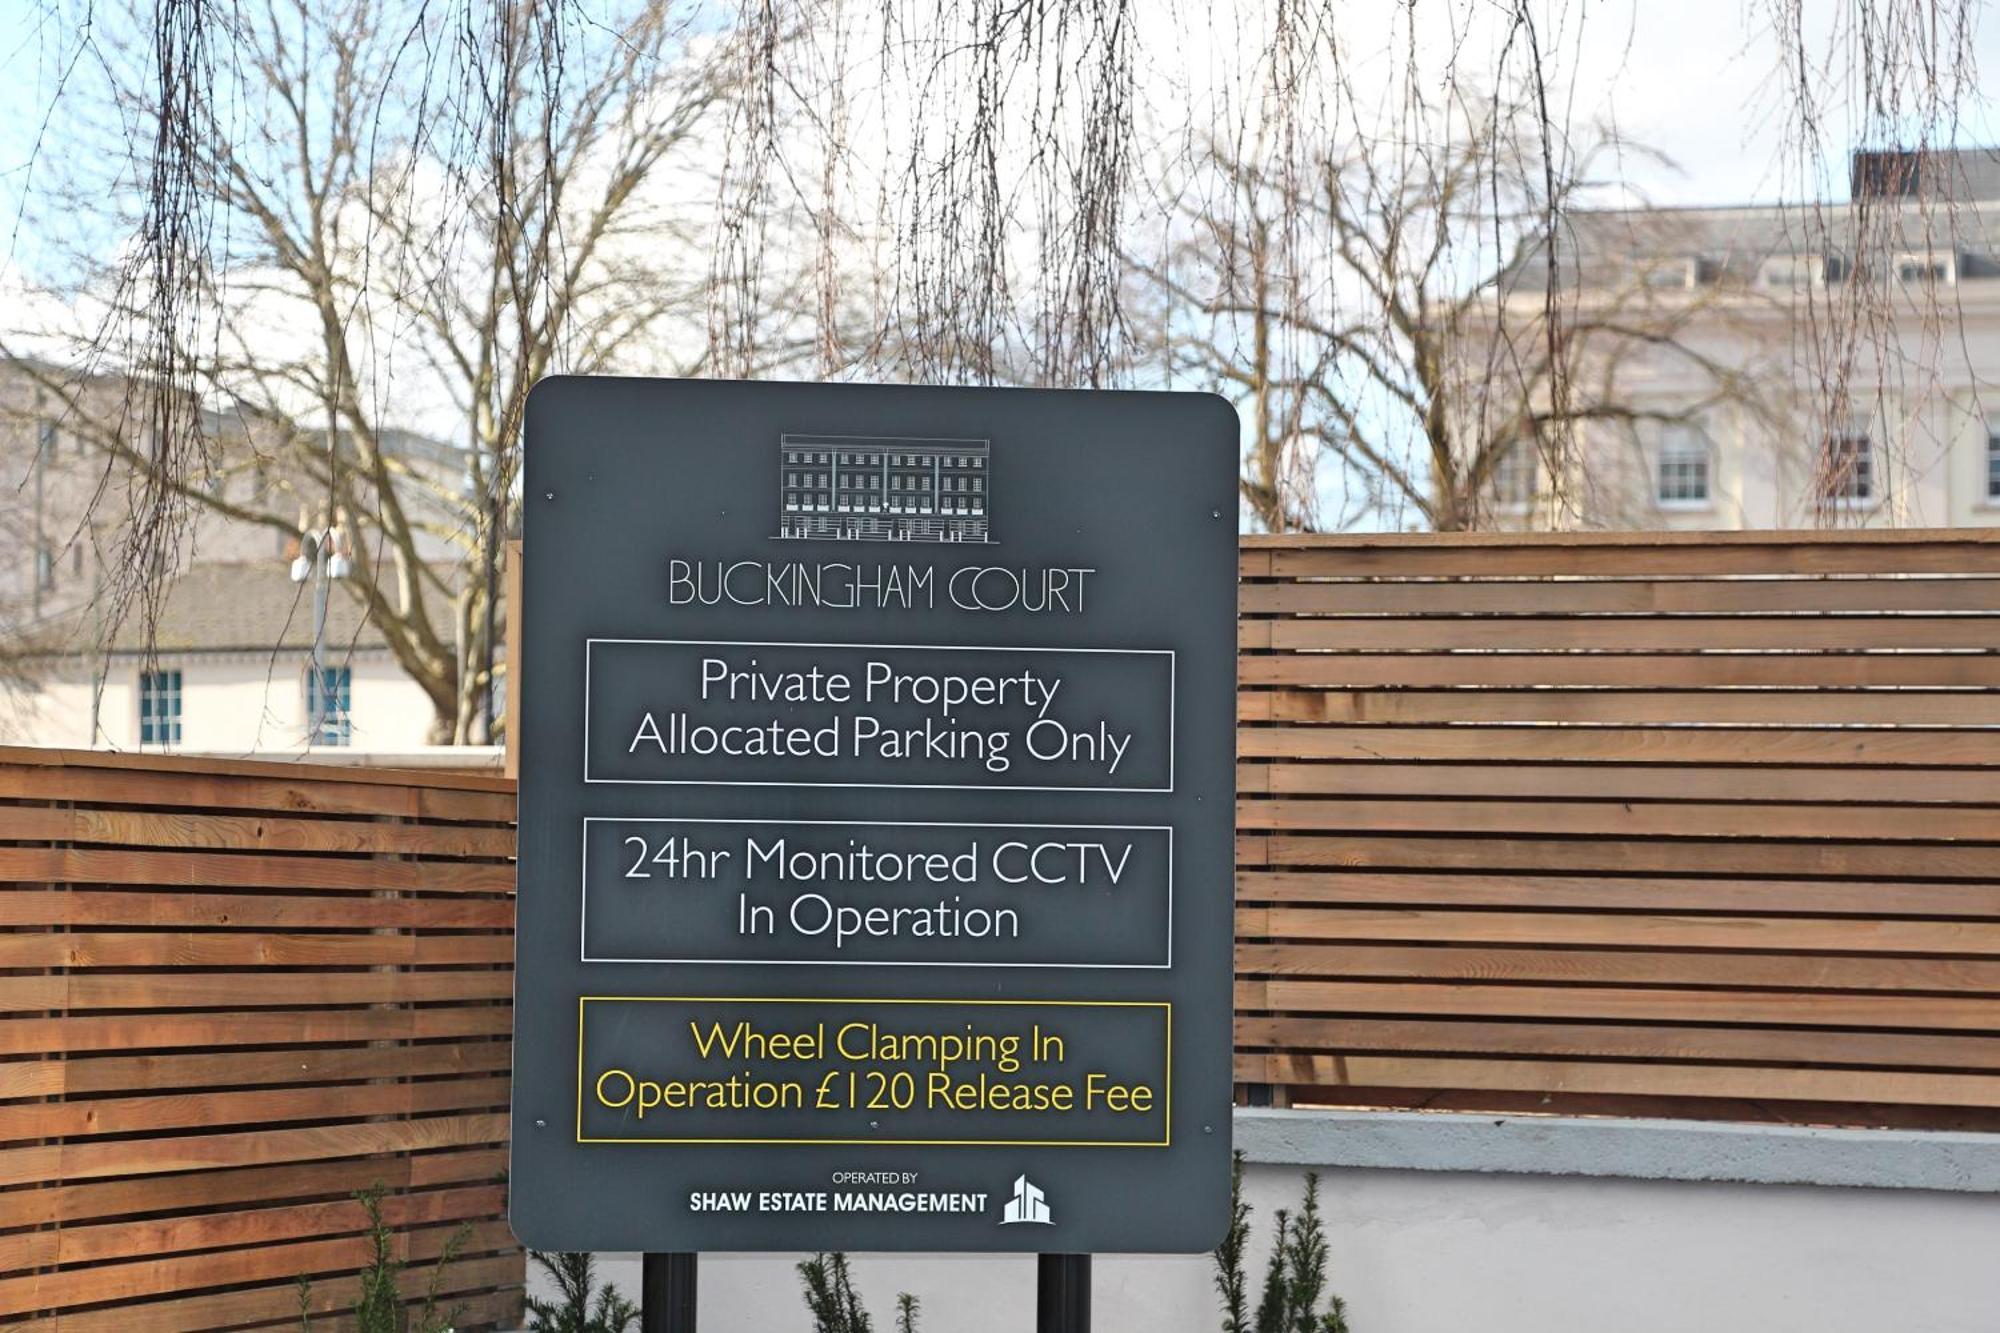 BUCKINGHAM COURT
Private Property
Allocated Parking Only
24hr Monitored CCTV
In Operation
Wheel Clamping In
Operation £120 Release Fee
OPERATED BY
SHAW ESTATE MANAGEMENT